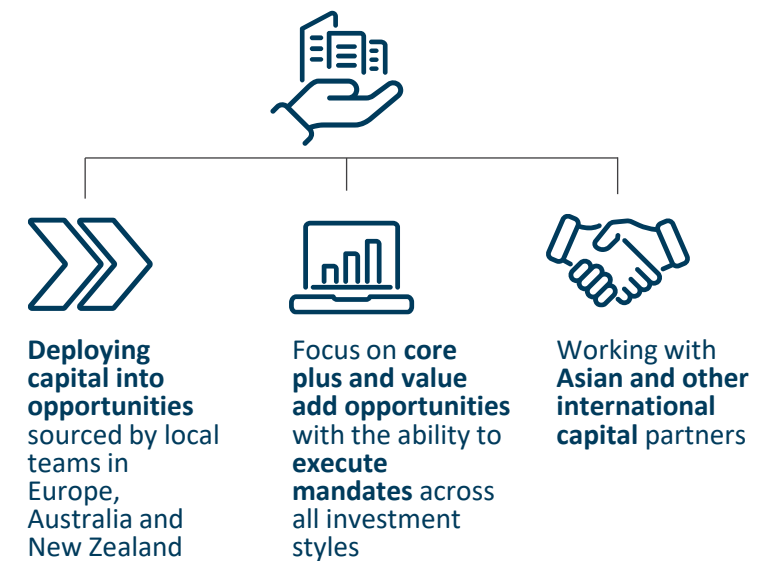 Deploying
capital into
opportunities
sourced by local
teams in
Europe,
Australia and
New Zealand
Focus on core
plus and value
add opportunities
with the ability to
execute
mandates across
all investment
styles
Working with
Asian and other
international
capital partners